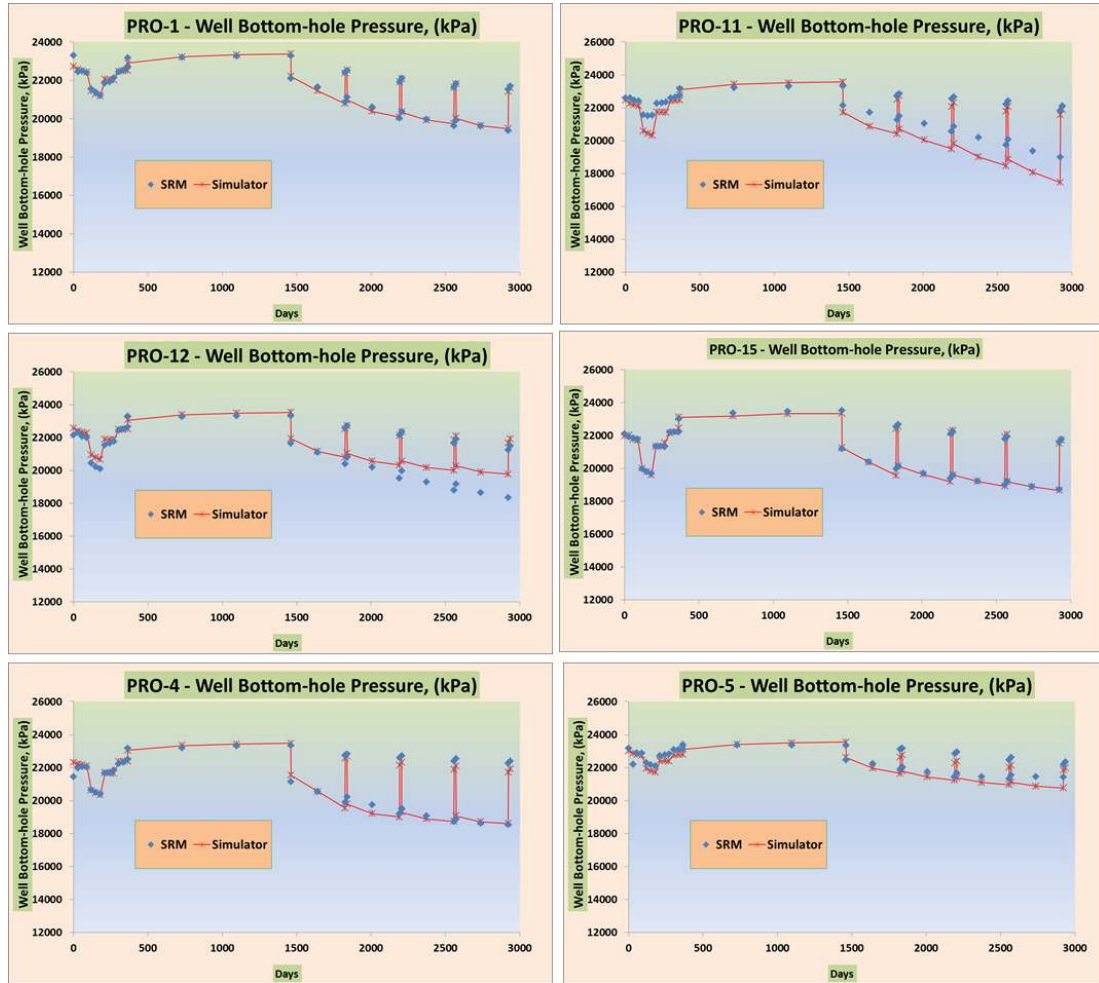 PRO-1 - Well Bottom-hole Pressure, (kPa)
Well Bottom-hole Pressure, (kPa)
24000
22000
20000
18000
16000
14000
12000
SRM Simulator
0 500 1000 1500 2000 2500 3000
Days
PRO-11 - Well Bottom-hole Pressure, (kPa)
Well Bottom-hole Pressure, (kPa)
26000
24000
22000
20000
18000
16000
14000
12000
SRM Simulator
0 500 1000 1500 2000 2500 3000
Days
PRO-12 - Well Bottom-hole Pressure, (kPa)
Well Bottom-hole Pressure, (kPa)
26000
24000
22000
20000
18000
16000
14000
12000
SRM Simulator
0 500 1000 1500 2000 2500 3000
Days
PRO-15 - Well Bottom-hole Pressure, (kPa)
Well Bottom-hole Pressure, (kPa)
26000
24000
22000
20000
18000
16000
14000
12000
SRM Simulator
0 500 1000 1500 2000 2500 3000
Days
PRO-4 - Well Bottom-hole Pressure, (kPa)
Well Bottom-hole Pressure, (kPa)
26000
24000
22000
20000
18000
16000
14000
12000
SRM Simulator
0 500 1000 1500 2000 2500 3000
Days
PRO-5 - Well Bottom-hole Pressure, (kPa)
Well Bottom-hole Pressure, (kPa)
26000
24000
22000
20000
18000
16000
14000
12000
SRM Simulator
0 500 1000 1500 2000 2500 3000
Days